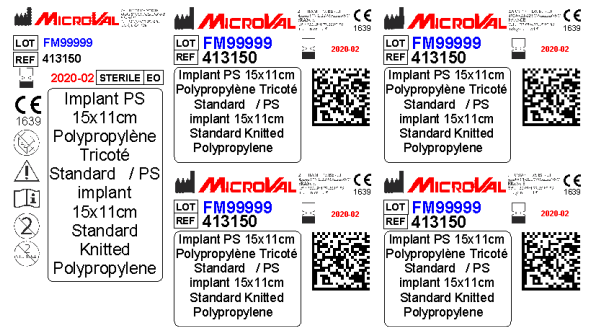 MICROVAL
LOT FM99999
REF 413150
2020-02 STERILE EO
1639
Implant PS
15x11cm
Polypropylène
Tricoté
Standard / PS
implant
15x11cm
Standard
Knitted
Polypropylene
MICROVAL
1639
LOT FM99999
REF 413150
2020-02
Implant PS 15x11cm
Polypropylène Tricoté
Standard / PS
implant 15x11cm
Standard Knitted
Polypropylene
MICROVAL
1639
LOT FM99999
REF 413150
2020-02
Implant PS 15x11cm
Polypropylène Tricoté
Standard / PS
implant 15x11cm
Standard Knitted
Polypropylene
MICROVAL
1639
LOT FM99999
REF 413150
2020-02
Implant PS 15x11cm
Polypropylène Tricoté
Standard / PS
implant 15x11cm
Standard Knitted
Polypropylene
MICROVAL
1639
LOT FM99999
REF 413150
2020-02
Implant PS 15x11cm
Polypropylène Tricoté
Standard / PS
implant 15x11cm
Standard Knitted
Polypropylene